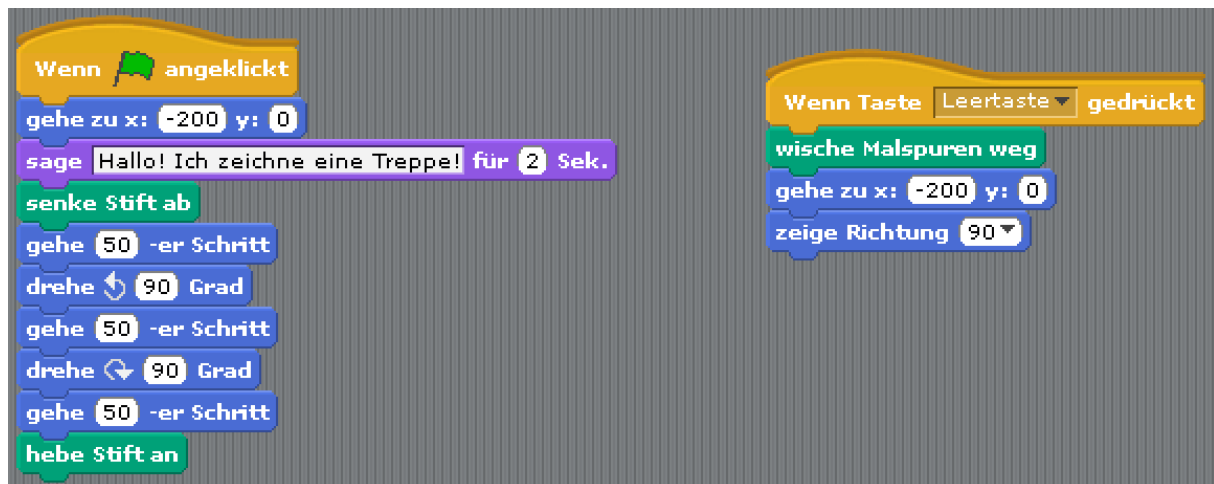 Wenn angeklickt
gehe zu x: -200 y: 0
sage Hallo! Ich zeichne eine Treppe! für 2 Sek.
senke Stift ab
gehe 50 -er Schritt
drehe 90 Grad
gehe 50 -er Schritt
drehe 90 Grad
gehe 50 -er Schritt
hebe Stift an
Wenn Taste Leertaste gedrückt
wische Malspuren weg
gehe zu x: -200 y: 0
zeige Richtung 90